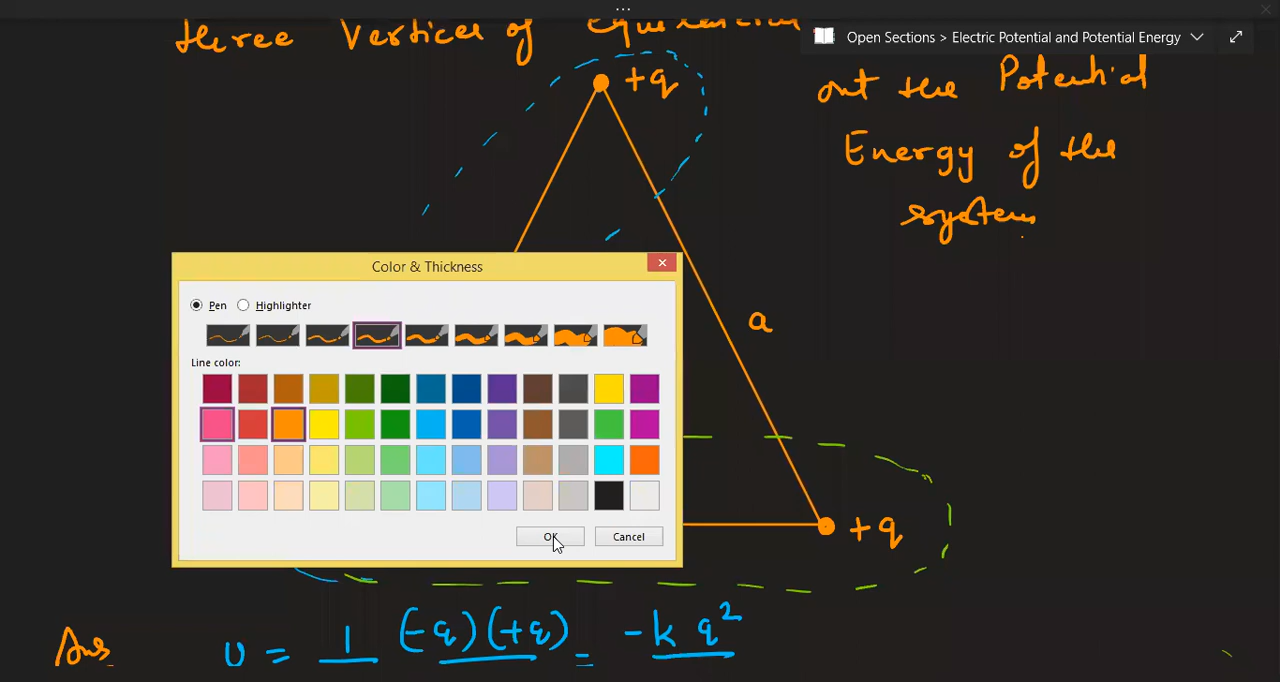 three Vertices of Equilateral
Open Sections > Electric Potential and Potential Energy
out the Potential
+q
Energy of the
system
Color & Thickness
Pen Highlighter
a
Line color:
OK Cancel
+q
Ans U = 1 (-q)(+q) = -k q²